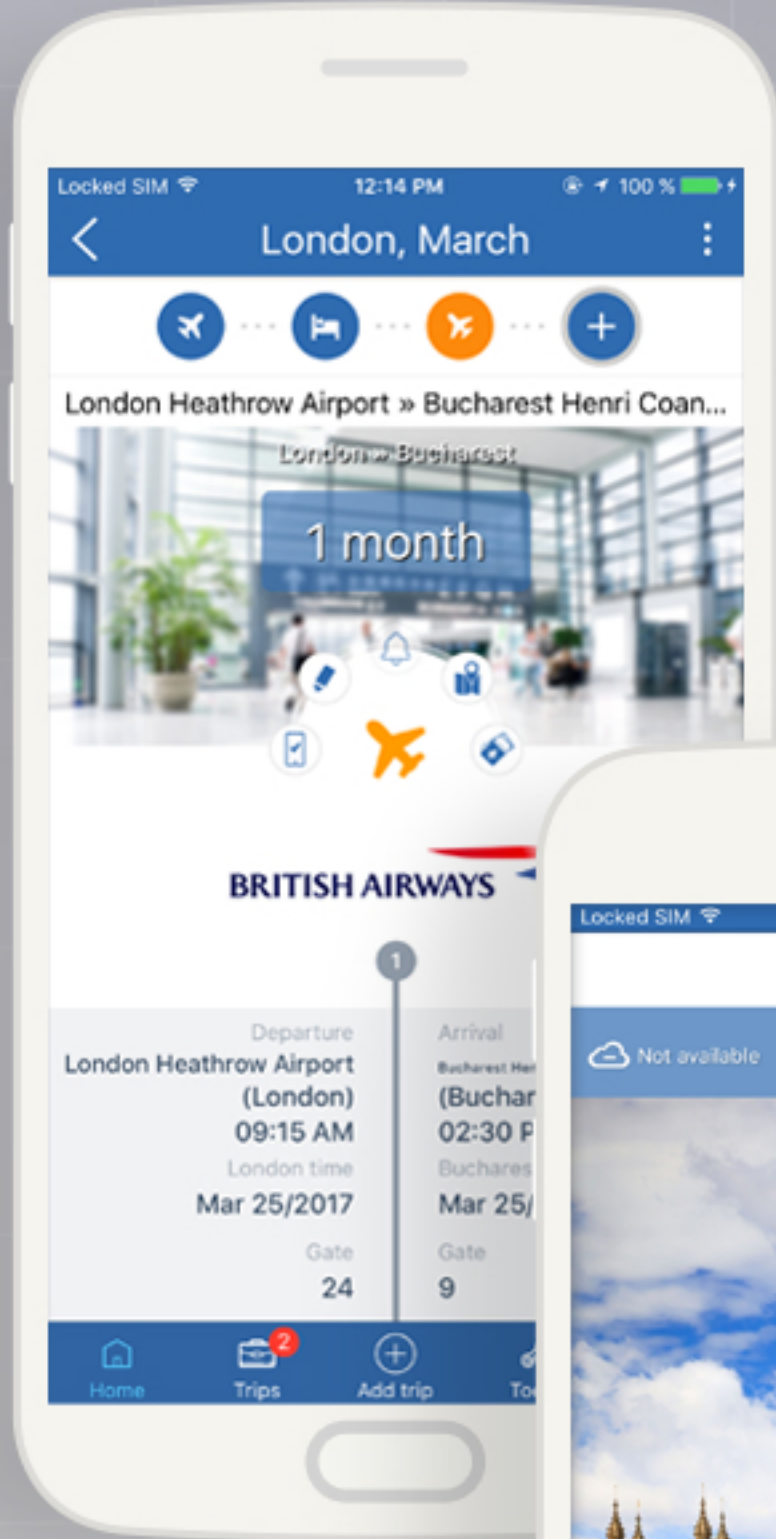 Locked SIM 12:14 PM 100 %
London, March
London Heathrow Airport » Bucharest Henri Coan...
London » Bucharest
1 month
BRITISH AIRWAYS
1
Departure Arrival
London Heathrow Airport Bucharest
(London) (Buchar
09:15 AM 02:30 P
London time Buchares
Mar 25/2017 Mar 25/
Gate Gate
24 9
2
Home Trips Add trip
Locked SIM
Not available